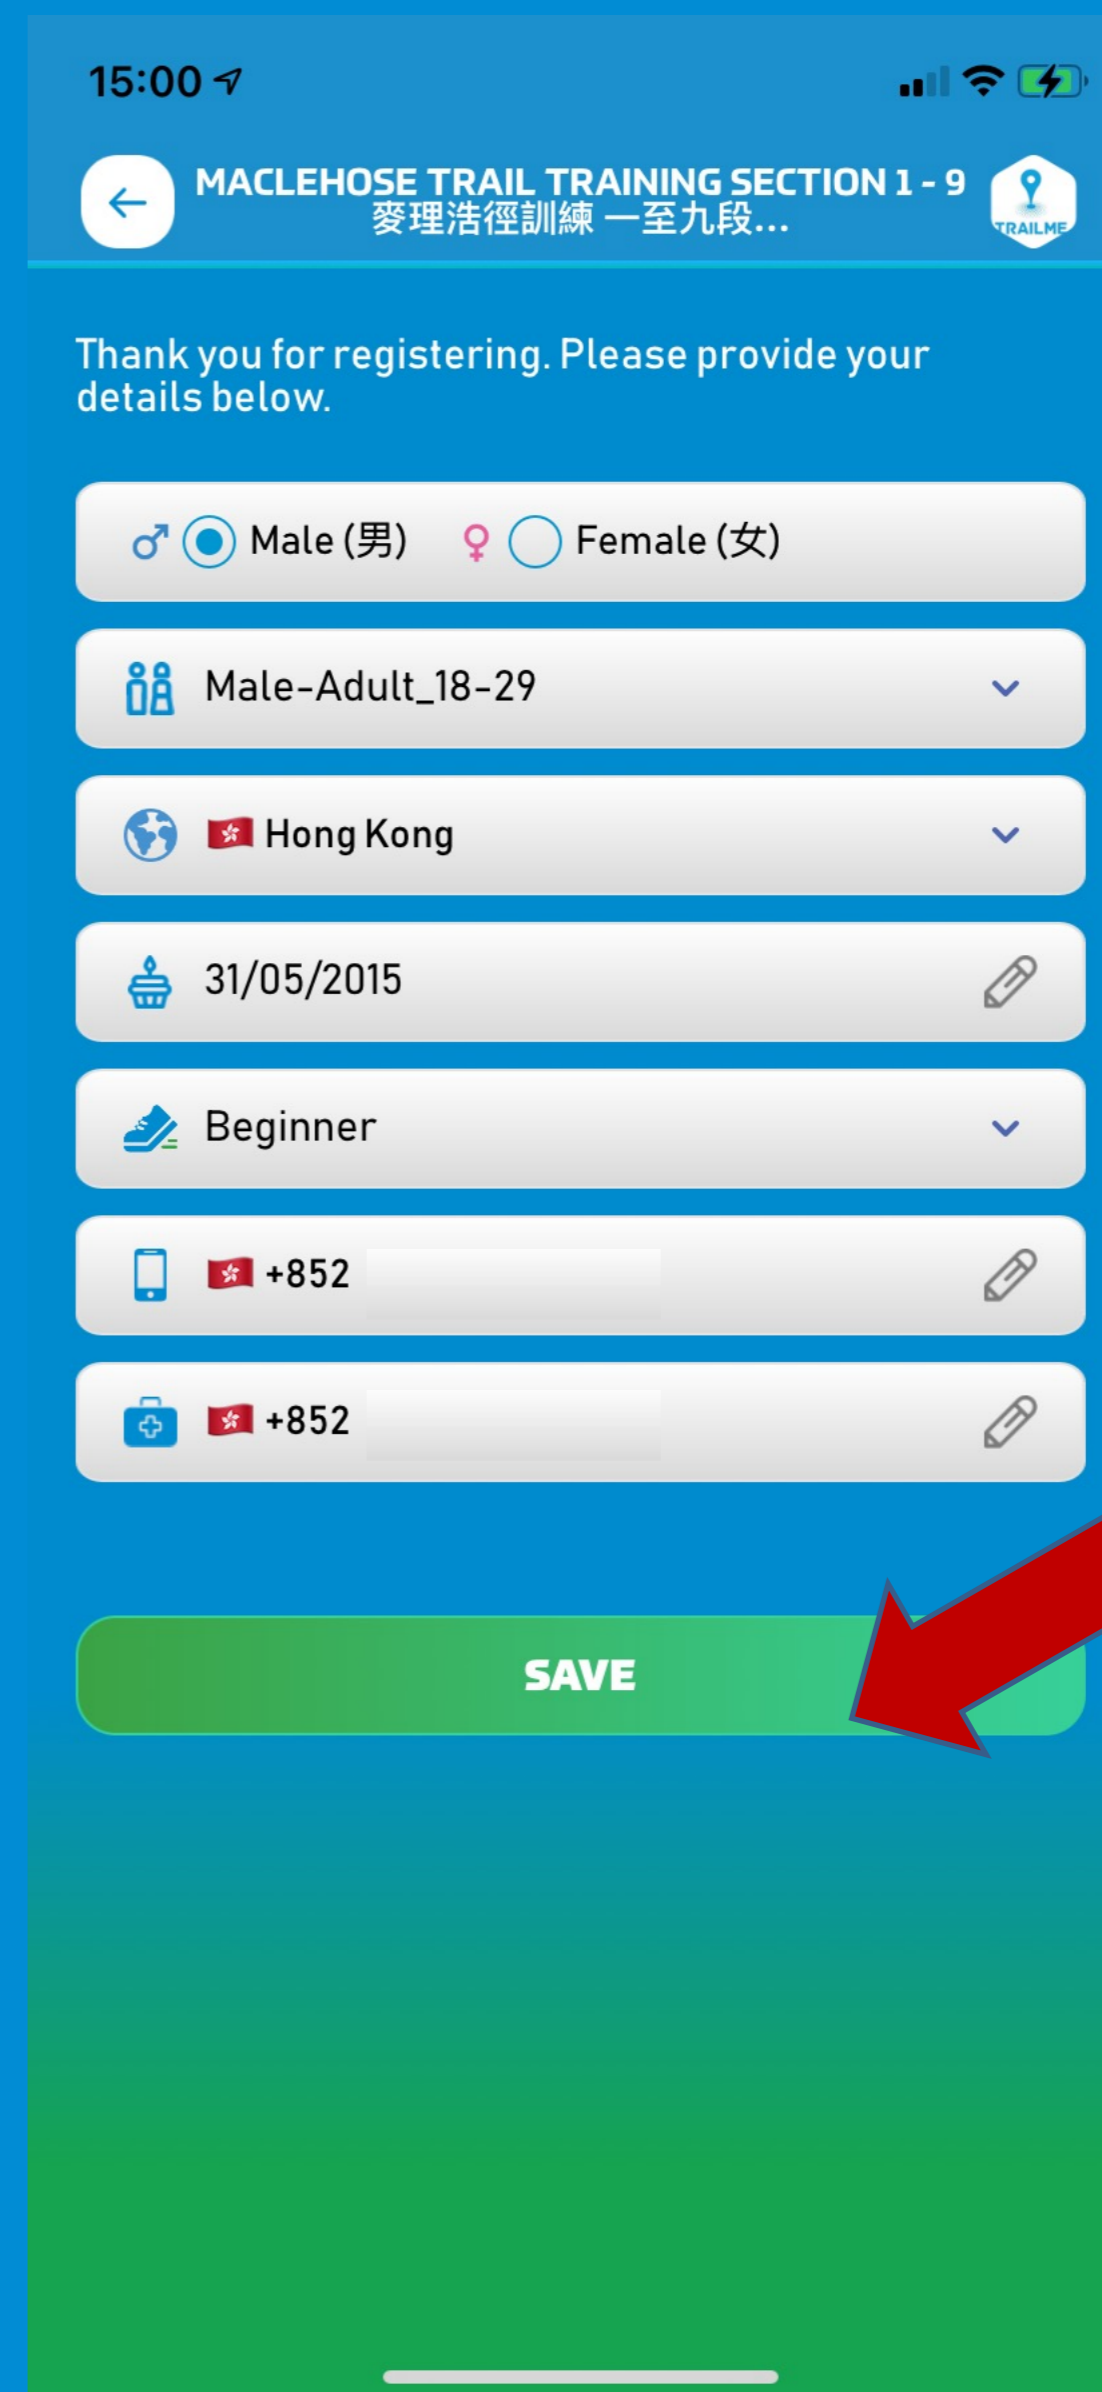 15:00
MACLEHOSE TRAIL TRAINING SECTION 1 - 9
麥理浩徑訓練 一至九段...
TRAILME
Thank you for registering. Please provide your
details below.
Male (男) Female (女)
Male-Adult_18-29
Hong Kong
31/05/2015
Beginner
+852
+852
SAVE